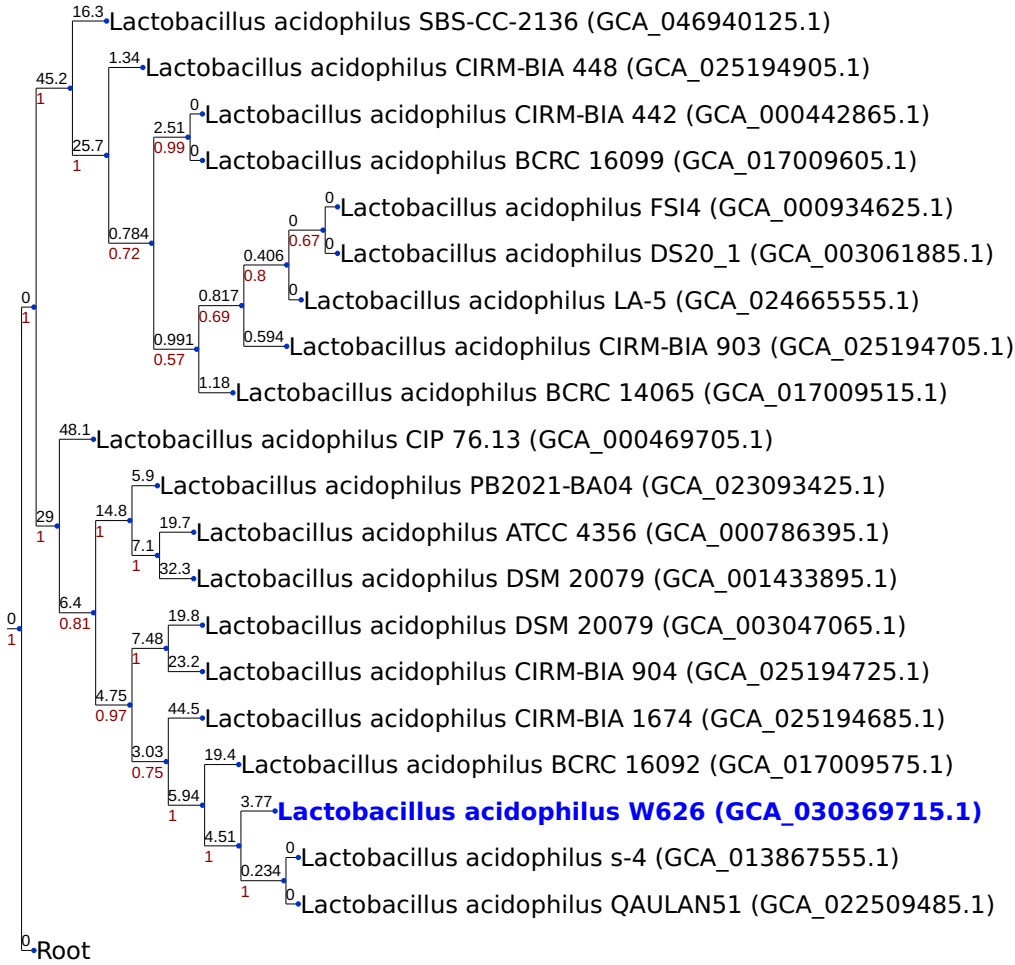 16.3 Lactobacillus acidophilus SBS-CC-2136 (GCA_046940125.1)
1.34 Lactobacillus acidophilus CIRM-BIA 448 (GCA_025194905.1)
45.2
1
0 Lactobacillus acidophilus CIRM-BIA 442 (GCA_000442865.1)
2.51
0.99
25.7
1
0 Lactobacillus acidophilus BCRC 16099 (GCA_017009605.1)
0 Lactobacillus acidophilus FSI4 (GCA_000934625.1)
0
0.67
0.784
0.72
0 Lactobacillus acidophilus DS20_1 (GCA_003061885.1)
0.406
0.8
0 Lactobacillus acidophilus LA-5 (GCA_024665555.1)
0
1
0.817
0.69
0.991
0.57
0.594 Lactobacillus acidophilus CIRM-BIA 903 (GCA_025194705.1)
1.18 Lactobacillus acidophilus BCRC 14065 (GCA_017009515.1)
48.1 Lactobacillus acidophilus CIP 76.13 (GCA_000469705.1)
5.9 Lactobacillus acidophilus PB2021-BA04 (GCA_023093425.1)
29
1
14.8
1
19.7 Lactobacillus acidophilus ATCC 4356 (GCA_000786395.1)
7.1
1
32.3 Lactobacillus acidophilus DSM 20079 (GCA_001433895.1)
6.4
0.81
0
1
19.8 Lactobacillus acidophilus DSM 20079 (GCA_003047065.1)
7.48
1
23.2 Lactobacillus acidophilus CIRM-BIA 904 (GCA_025194725.1)
4.75
0.97
44.5 Lactobacillus acidophilus CIRM-BIA 1674 (GCA_025194685.1)
3.03
0.75
19.4 Lactobacillus acidophilus BCRC 16092 (GCA_017009575.1)
5.94
1
3.77 Lactobacillus acidophilus W626 (GCA_030369715.1)
4.51
1
0 Lactobacillus acidophilus s-4 (GCA_013867555.1)
0.234
1
0 Lactobacillus acidophilus QAULAN51 (GCA_022509485.1)
0 Root